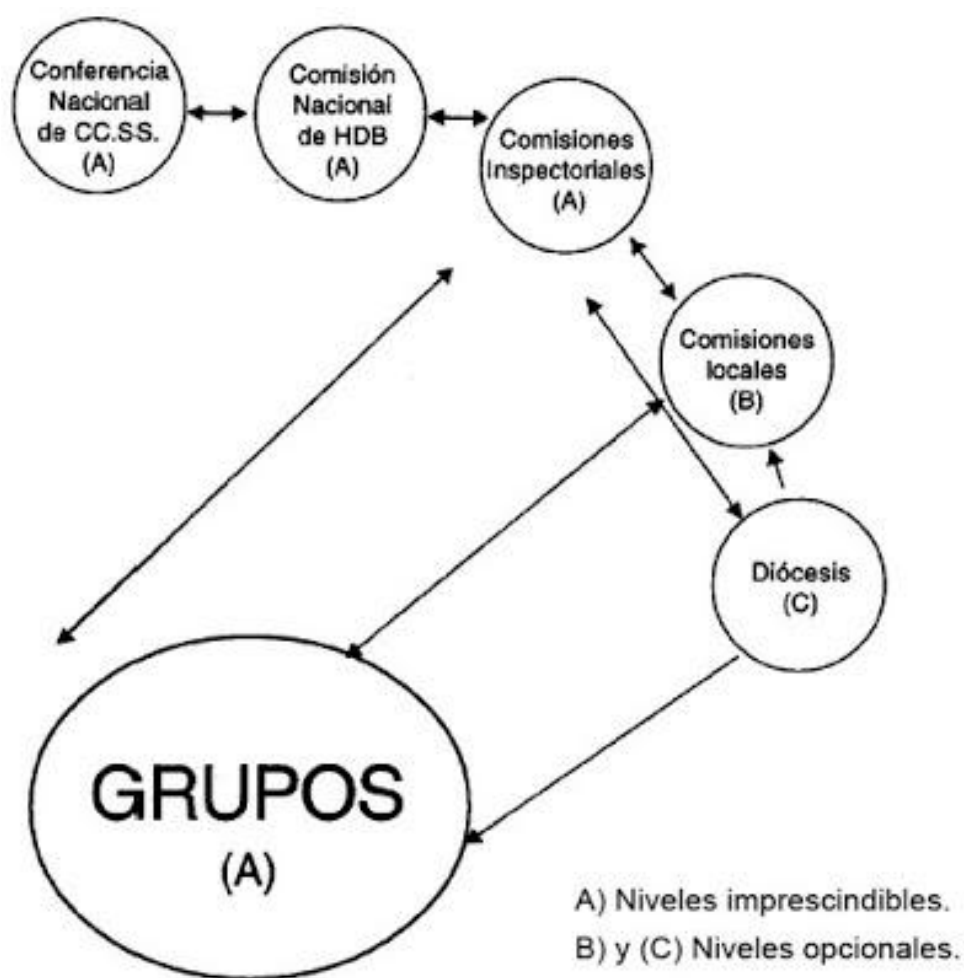 Conferencia
Nacional
de CC.SS.
(A)
Comisión
Nacional
de HDB
(A)
Comisiones
Inspectoriales
(A)
Comisiones
locales
(B)
Diócesis
(C)
GRUPOS
(A)
A) Niveles imprescindibles.
B) y (C) Niveles opcionales.